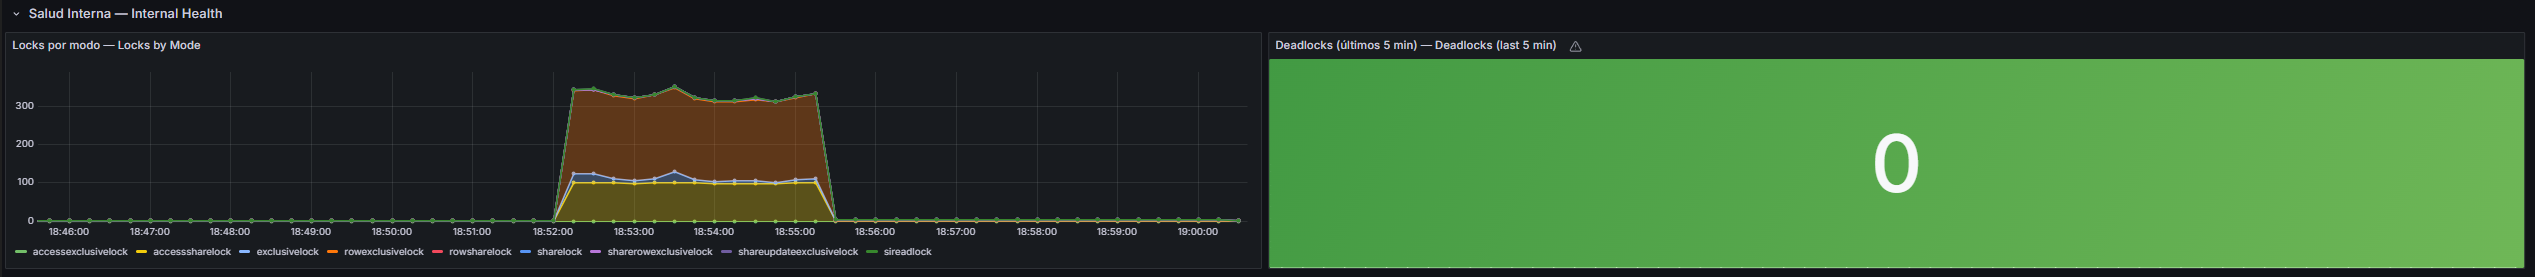 Salud Interna — Internal Health
Locks por modo — Locks by Mode
300
200
100
0
18:46:00 18:47:00 18:48:00 18:49:00 18:50:00 18:51:00 18:52:00 18:53:00 18:54:00 18:55:00 18:56:00 18:57:00 18:58:00 18:59:00 19:00:00
accessexclusivelock accesssharelock exclusivelock rowexclusivelock rowsharelock sharelock sharerowexclusivelock shareupdateexclusivelock sireadlock
Deadlocks (últimos 5 min) — Deadlocks (last 5 min)
0